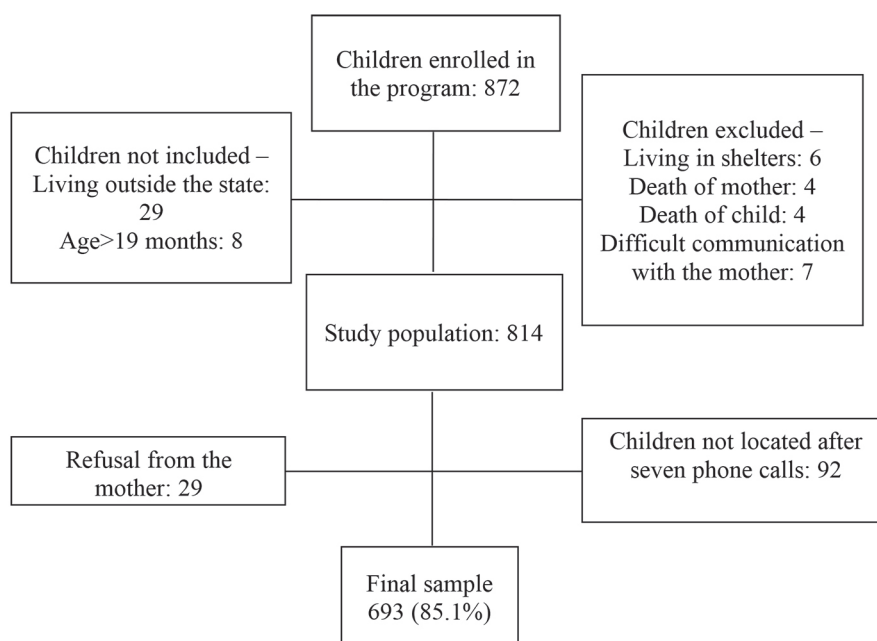 Children enrolled in
the program: 872
Children not included –
Living outside the state:
29
Age>19 months: 8
Children excluded –
Living in shelters: 6
Death of mother: 4
Death of child: 4
Difficult communication
with the mother: 7
Study population: 814
Refusal from the
mother: 29
Children not located after
seven phone calls: 92
Final sample
693 (85.1%)